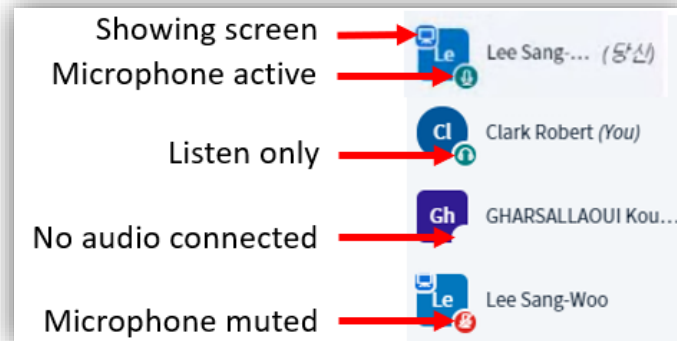 Showing screen
Le
Lee Sang-... (당신)
Microphone active
Cl
Clark Robert (You)
Listen only
Gh
GHARSALLAOUI Kou...
No audio connected
Le
Lee Sang-Woo
Microphone muted